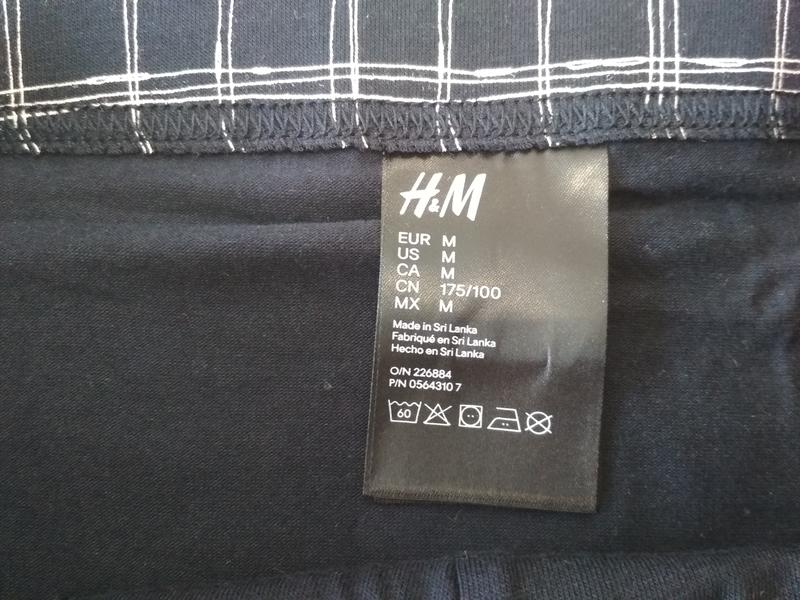 H&M
EUR M
US M
CA M
CN 175/100
MX M
Made in Sri Lanka
Fabriqué en Sri Lanka
Hecho en Sri Lanka
O/N 226884
P/N 0564310 7
60